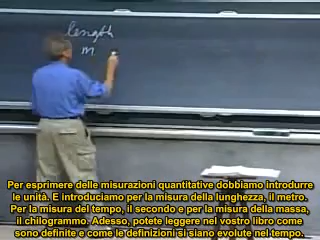 length
m
Per esprimere delle misurazioni quantitative dobbiamo introdurre
le unità. E introduciamo per la misura della lunghezza, il metro.
Per la misura del tempo, il secondo e per la misura della massa,
il chilogrammo. Adesso, potete leggere nel vostro libro come
sono definite e come le definizioni si siano evolute nel tempo.